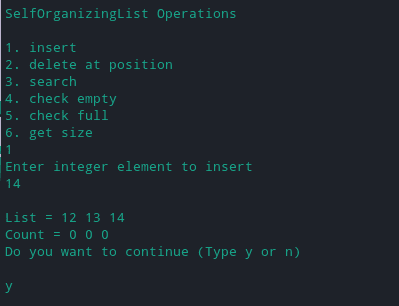 SelfOrganizingList Operations
1. insert
2. delete at position
3. search
4. check empty
5. check full
6. get size
1
Enter integer element to insert
14
List = 12 13 14
Count = 0 0 0
Do you want to continue (Type y or n)
y